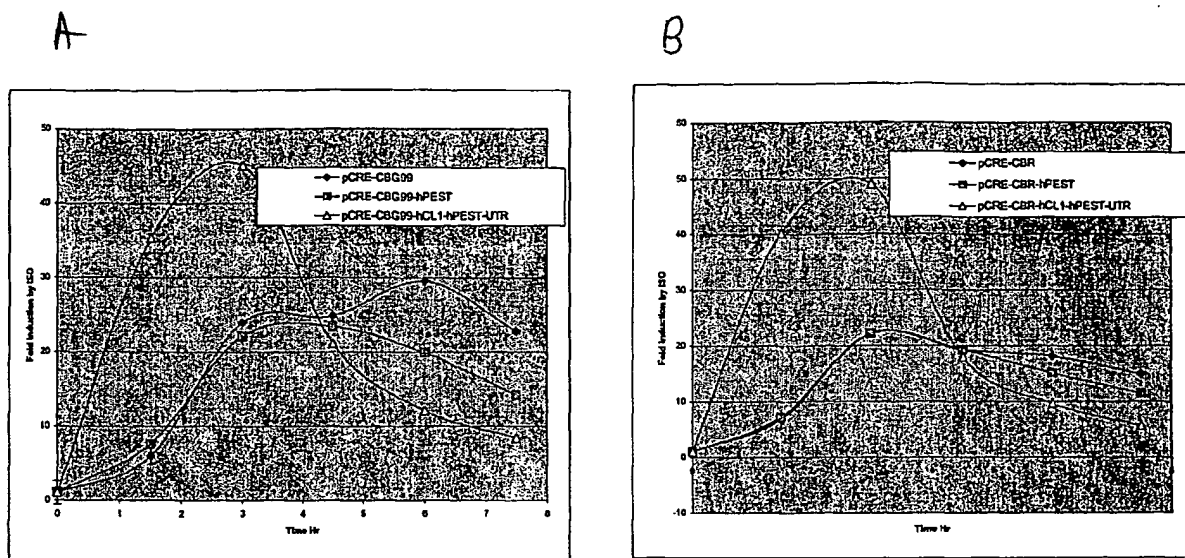 A
B
50
40
30
20
10
0
Fold Induction by ISO
0 1 2 3 4 5 6 7 8
Time Hr
pCRE-CBG99
pCRE-CBG99-hPEST
pCRE-CBG99-hCL1-hPEST-UTR
60
50
40
30
20
10
0
-10
Fold Induction by ISO
Time Hr
pCRE-CBR
pCRE-CBR-hPEST
pCRE-CBR-hCL1-hPEST-UTR